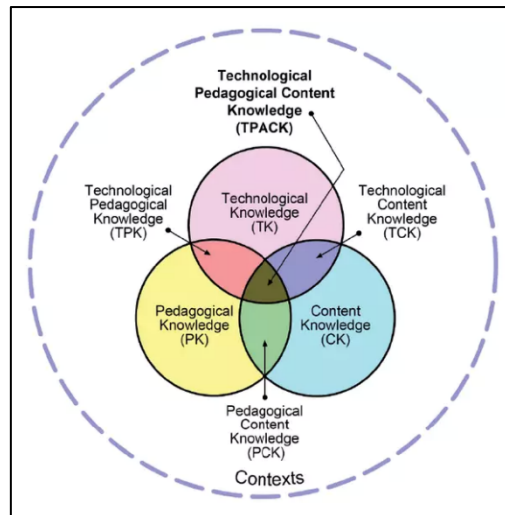 Technological
Pedagogical Content
Knowledge
(TPACK)
Technological
Pedagogical
Knowledge
(TPK)
Technological
Knowledge
(TK)
Technological
Content
Knowledge
(TCK)
Pedagogical
Knowledge
(PK)
Content
Knowledge
(CK)
Pedagogical
Content
Knowledge
(PCK)
Contexts